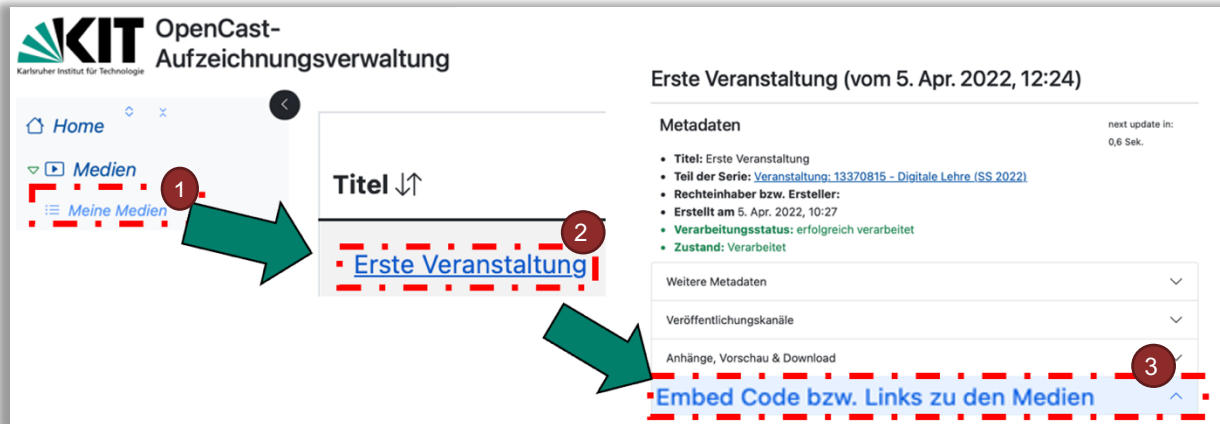 KIT
Karlsruher Institut für Technologie
OpenCast-
Aufzeichnungsverwaltung
Home
Medien
1
Meine Medien
Titel
2
Erste Veranstaltung
Erste Veranstaltung (vom 5. Apr. 2022, 12:24)
Metadaten
next update in:
0,6 Sek.
• Titel: Erste Veranstaltung
• Teil der Serie: Veranstaltung: 13370815 - Digitale Lehre (SS 2022)
• Rechteinhaber bzw. Ersteller:
• Erstellt am 5. Apr. 2022, 10:27
• Verarbeitungsstatus: erfolgreich verarbeitet
• Zustand: Verarbeitet
Weitere Metadaten
Veröffentlichungskanäle
Anhänge, Vorschau & Download
3
Embed Code bzw. Links zu den Medien